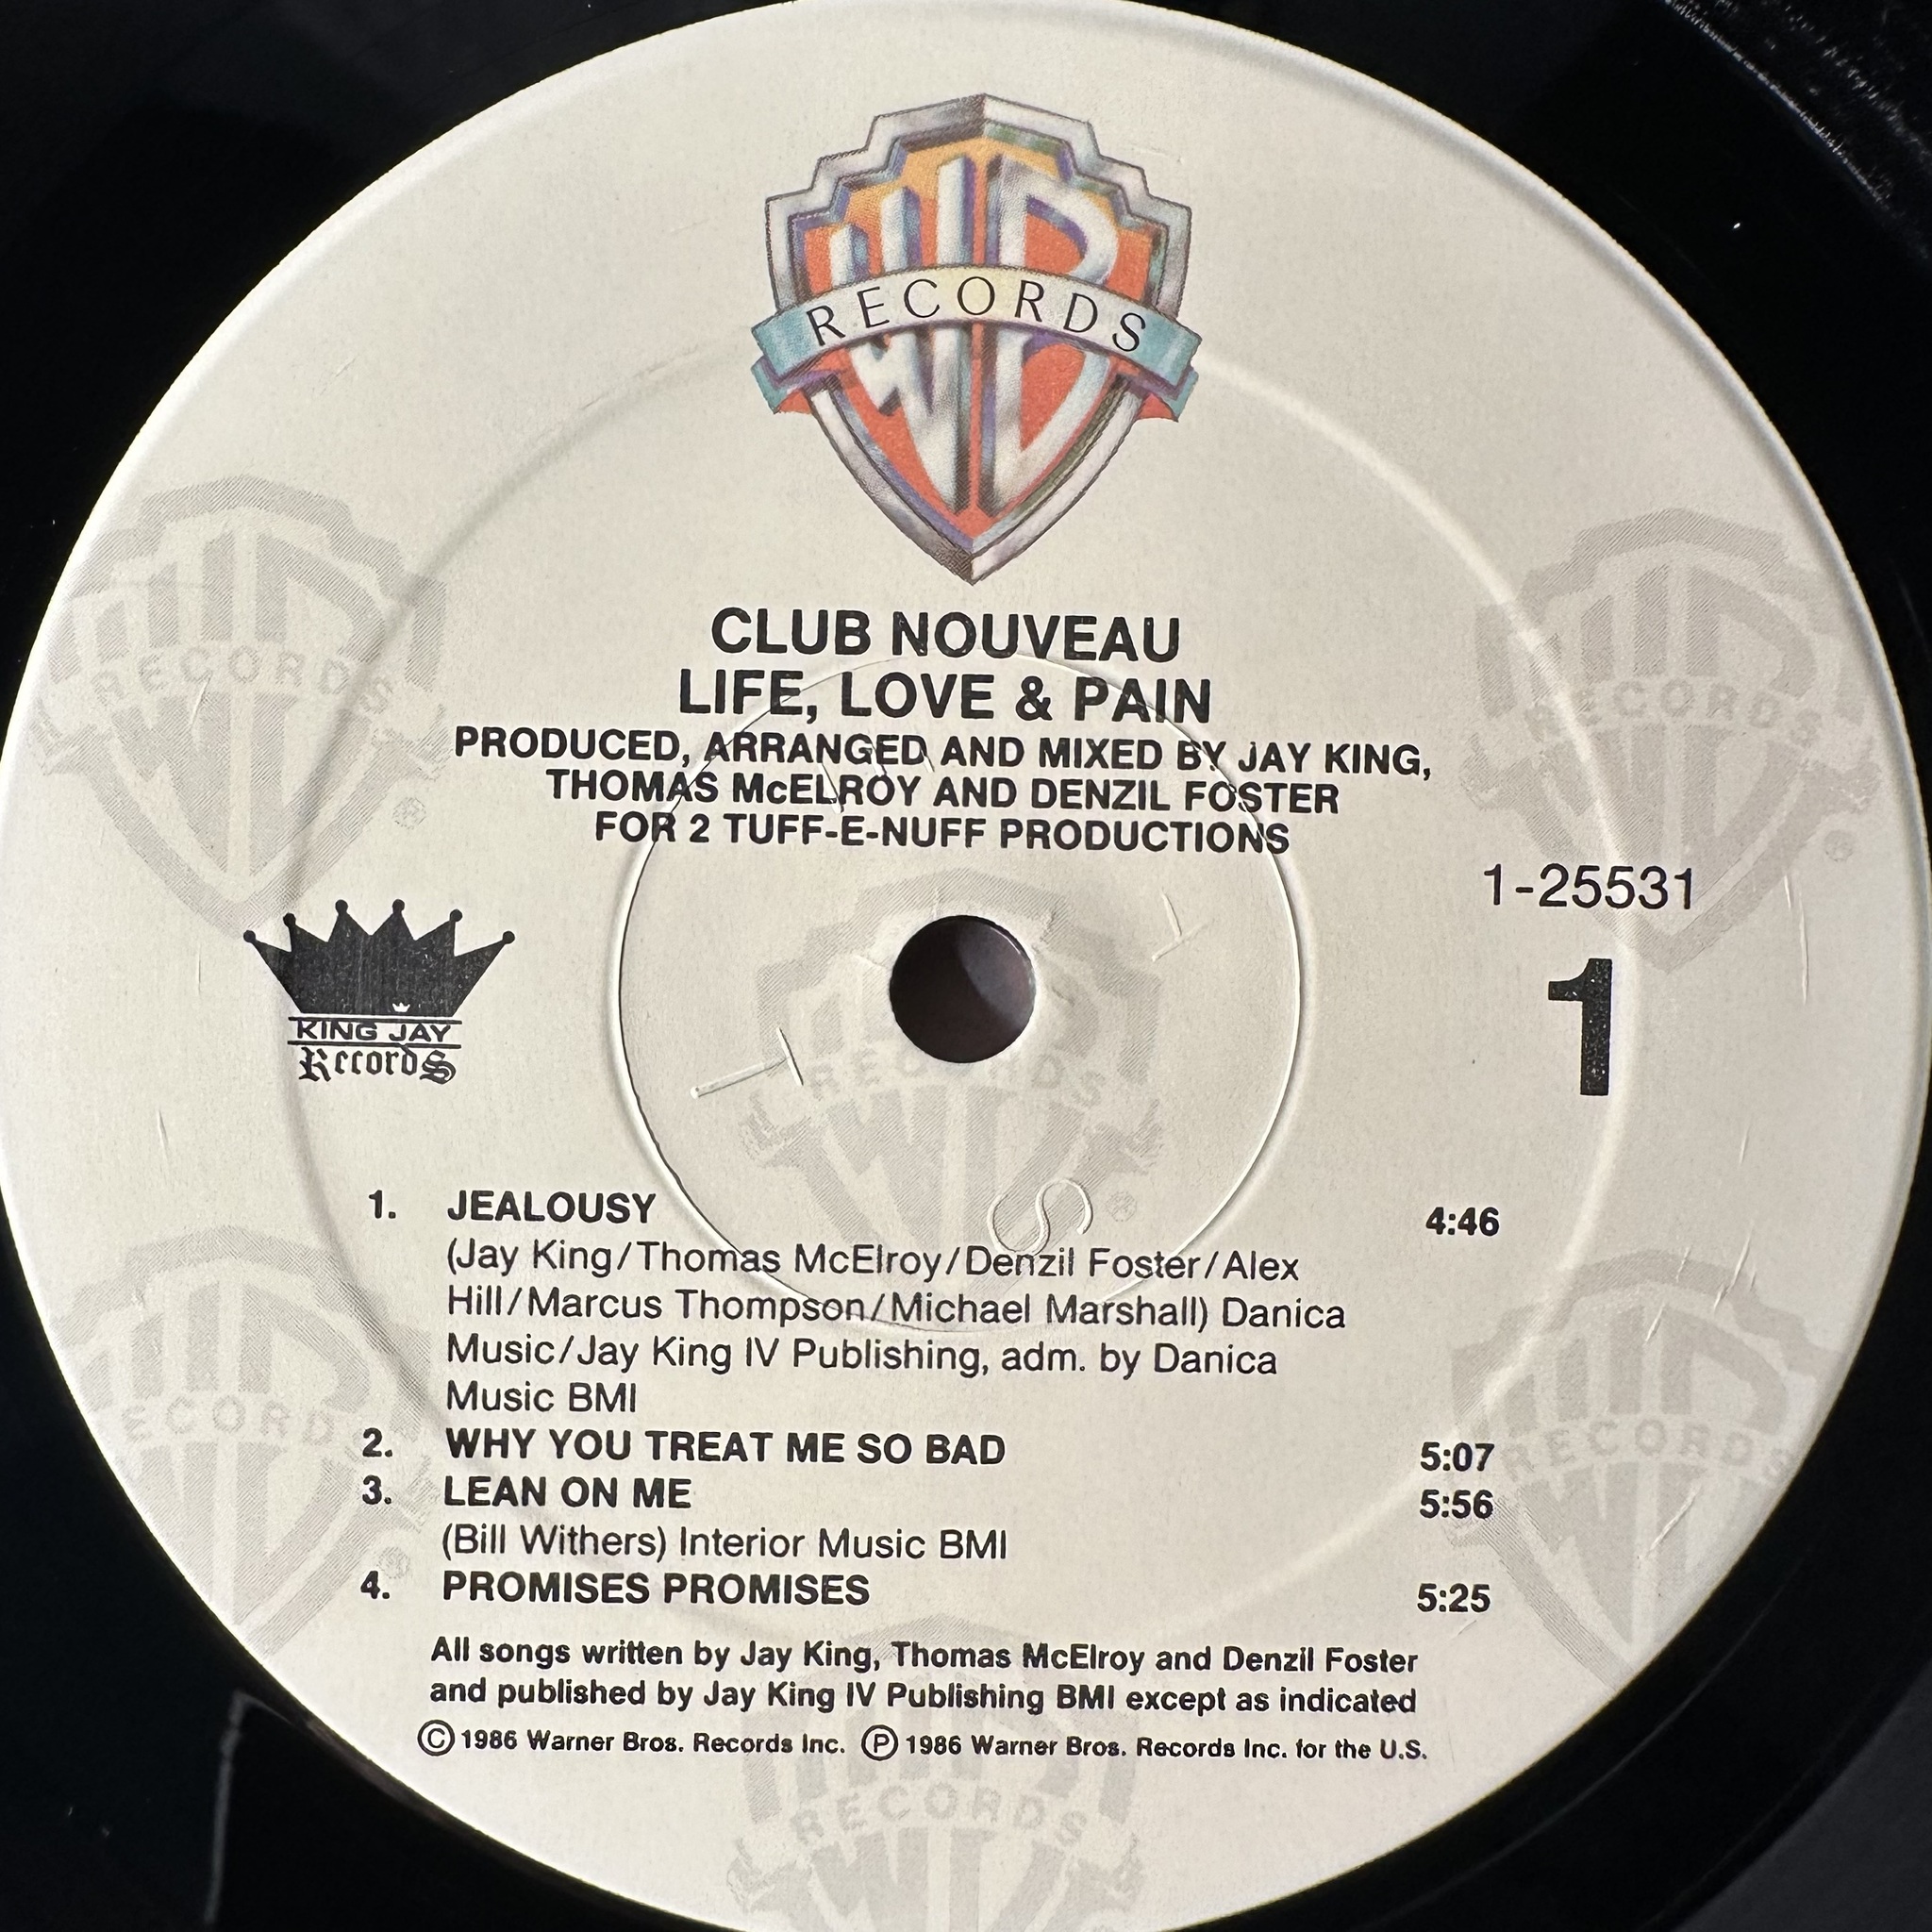 WB
RECORDS
CLUB NOUVEAU
LIFE, LOVE & PAIN
PRODUCED, ARRANGED AND MIXED BY JAY KING,
THOMAS McELROY AND DENZIL FOSTER
FOR 2 TUFF-E-NUFF PRODUCTIONS
1-25531
1
KING JAY
Records
1. JEALOUSY 4:46
(Jay King/Thomas McElroy/Denzil Foster/Alex
Hill/Marcus Thompson/Michael Marshall) Danica
Music/Jay King IV Publishing, adm. by Danica
Music BMI
2. WHY YOU TREAT ME SO BAD 5:07
3. LEAN ON ME 5:56
(Bill Withers) Interior Music BMI
4. PROMISES PROMISES 5:25
All songs written by Jay King, Thomas McElroy and Denzil Foster
and published by Jay King IV Publishing BMI except as indicated
Ⓒ 1986 Warner Bros. Records Inc. Ⓟ 1986 Warner Bros. Records Inc. for the U.S.